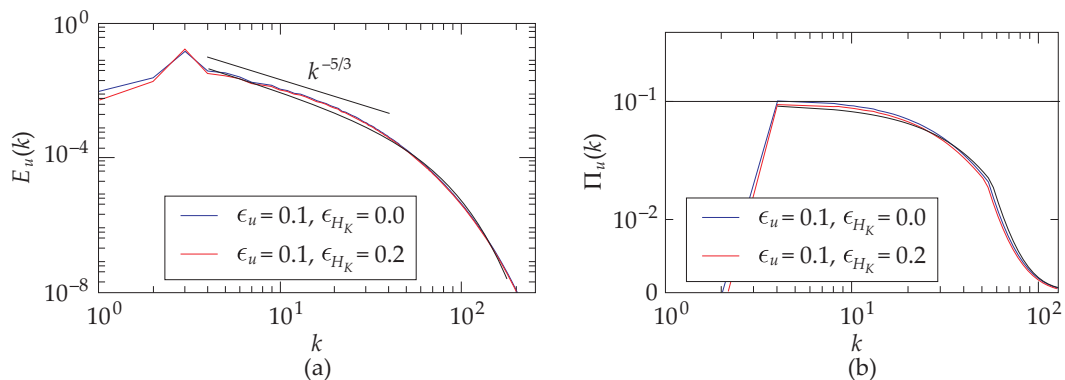 10^0
10^{-4}
10^{-8}
E_u(k)
k^{-5/3}
ϵ_u = 0.1, ϵ_{H_K} = 0.0
ϵ_u = 0.1, ϵ_{H_K} = 0.2
10^0 10^1 10^2
k
(a)
10^{-1}
10^{-2}
0
Π_u(k)
ϵ_u = 0.1, ϵ_{H_K} = 0.0
ϵ_u = 0.1, ϵ_{H_K} = 0.2
10^0 10^1 10^2
k
(b)